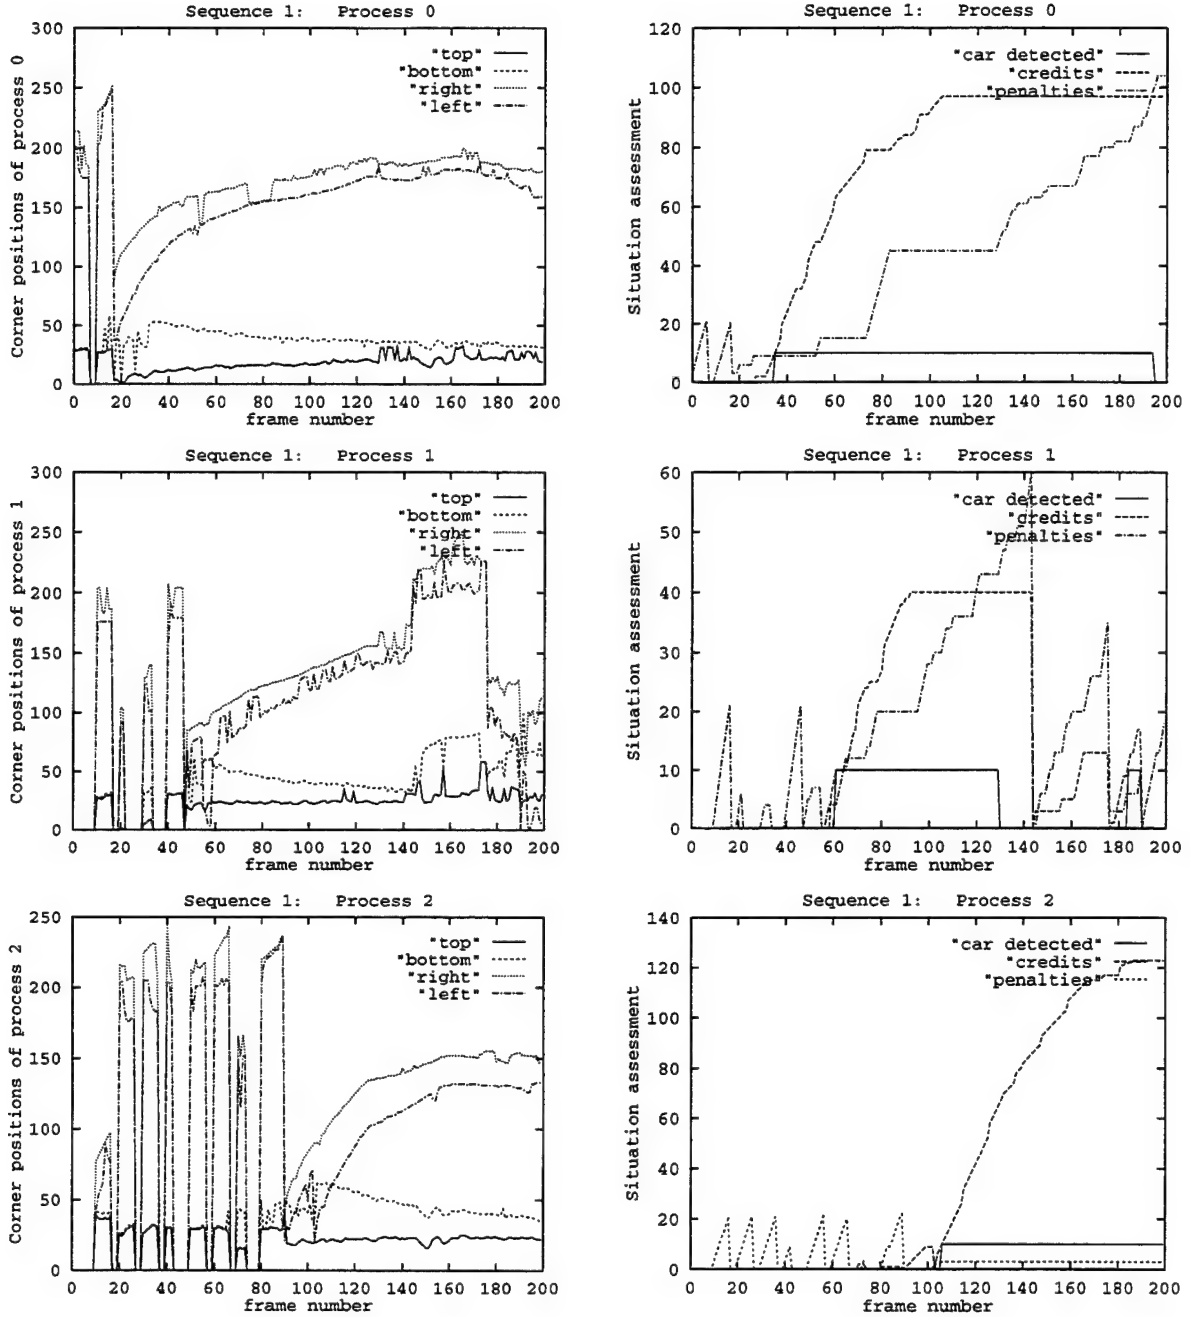 Sequence 1: Process 0
Corner positions of process 0
300
250
200
150
100
50
0
"top"
"bottom"
"right"
"left"
0 20 40 60 80 100 120 140 160 180 200
frame number
Sequence 1: Process 0
Situation assessment
120
100
80
60
40
20
0
"car detected"
"credits"
"penalties"
0 20 40 60 80 100 120 140 160 180 200
frame number
Sequence 1: Process 1
Corner positions of process 1
300
250
200
150
100
50
0
"top"
"bottom"
"right"
"left"
0 20 40 60 80 100 120 140 160 180 200
frame number
Sequence 1: Process 1
Situation assessment
60
50
40
30
20
10
0
"car detected"
"credits"
"penalties"
0 20 40 60 80 100 120 140 160 180 200
frame number
Sequence 1: Process 2
Corner positions of process 2
250
200
150
100
50
0
"top"
"bottom"
"right"
"left"
0 20 40 60 80 100 120 140 160 180 200
frame number
Sequence 1: Process 2
Situation assessment
140
120
100
80
60
40
20
0
"car detected"
"credits"
"penalties"
0 20 40 60 80 100 120 140 160 180 200
frame number